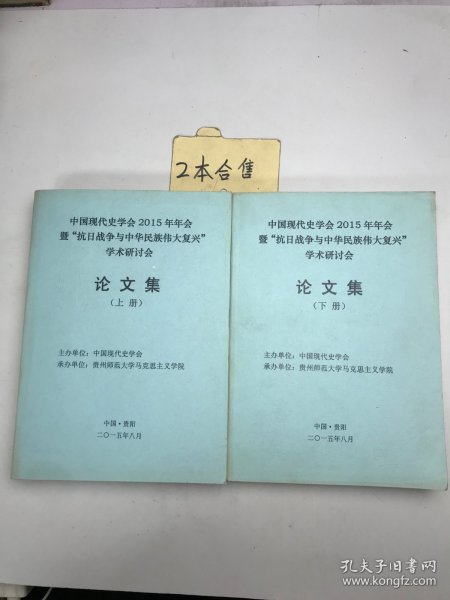 2本合售
中国现代史学会2015年年会
暨“抗日战争与中华民族伟大复兴”
学术研讨会
论文集
（上册）
主办单位：中国现代史学会
承办单位：贵州师范大学马克思主义学院
中国·贵阳
二〇一五年八月
中国现代史学会2015年年会
暨“抗日战争与中华民族伟大复兴”
学术研讨会
论文集
（下册）
主办单位：中国现代史学会
承办单位：贵州师范大学马克思主义学院
中国·贵阳
二〇一五年八月
孔夫子旧书网
www.kongfz.com